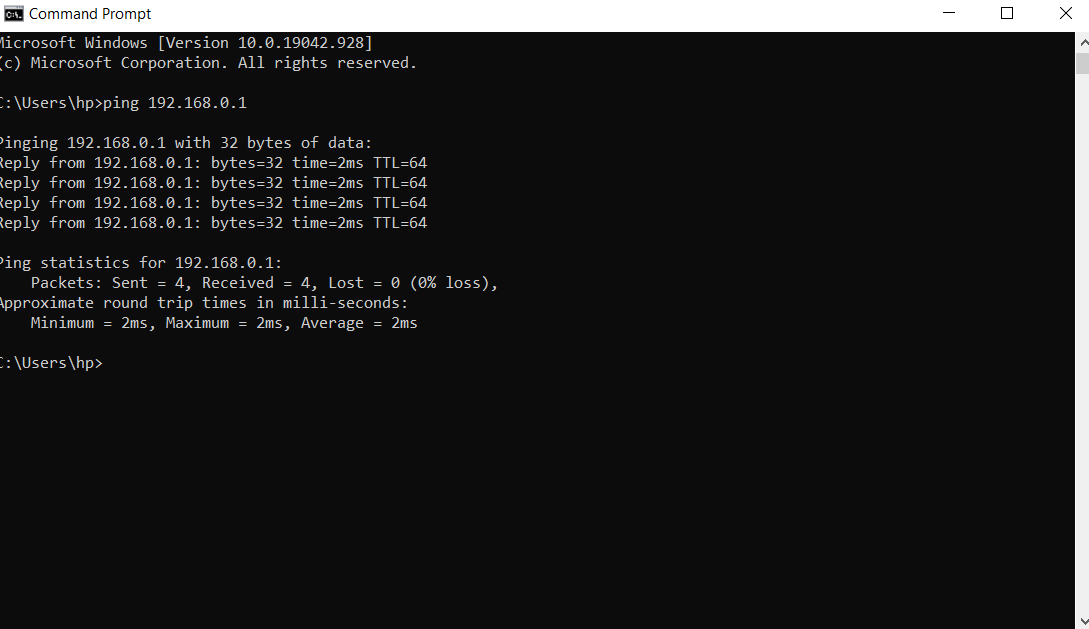 Command Prompt
Microsoft Windows [Version 10.0.19042.928]
(c) Microsoft Corporation. All rights reserved.
C:\Users\hp>ping 192.168.0.1
Pinging 192.168.0.1 with 32 bytes of data:
Reply from 192.168.0.1: bytes=32 time=2ms TTL=64
Reply from 192.168.0.1: bytes=32 time=2ms TTL=64
Reply from 192.168.0.1: bytes=32 time=2ms TTL=64
Reply from 192.168.0.1: bytes=32 time=2ms TTL=64
Ping statistics for 192.168.0.1:
    Packets: Sent = 4, Received = 4, Lost = 0 (0% loss),
Approximate round trip times in milli-seconds:
    Minimum = 2ms, Maximum = 2ms, Average = 2ms
C:\Users\hp>